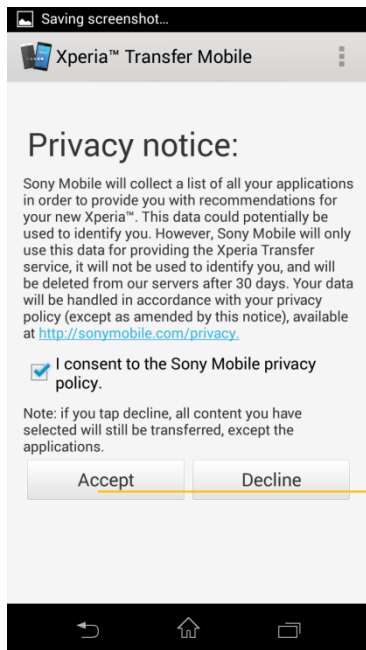 Saving screenshot...
Xperia™ Transfer Mobile
Privacy notice:
Sony Mobile will collect a list of all your applications
in order to provide you with recommendations for
your new Xperia™. This data could potentially be
used to identify you. However, Sony Mobile will only
use this data for providing the Xperia Transfer
service, it will not be used to identify you, and will
be deleted from our servers after 30 days. Your data
will be handled in accordance with your privacy
policy (except as amended by this notice), available
at http://sonymobile.com/privacy.
I consent to the Sony Mobile privacy
policy.
Note: if you tap decline, all content you have
selected will still be transferred, except the
applications.
Accept Decline